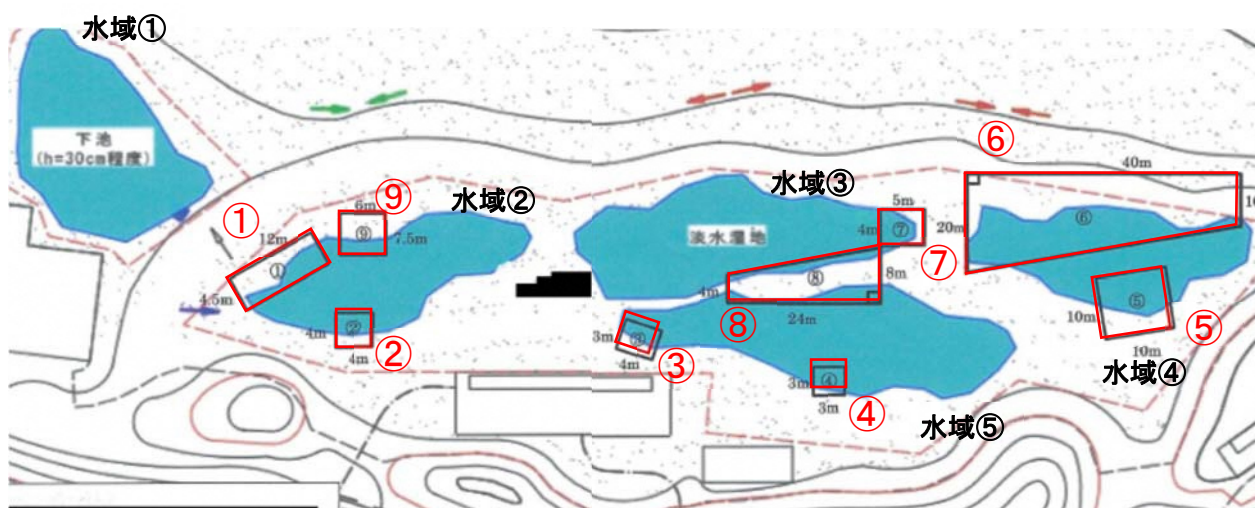 水域①
下池
(h=30cm程度)
①
12m
①
4.5m
6m
⑨
⑨
7.5m
水域②
4m
②
4m
②
水域③
淡水湿地
5m
4m
⑦
⑦
⑥
40m
20m
⑥
4m
⑧
8m
24m
⑧
3m
③
4m
③
3m
④
3m
④
水域⑤
10m
⑤
10m
⑤
水域④